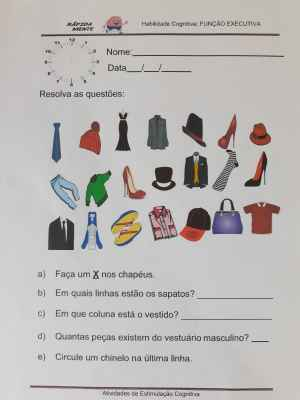 RÁPIDA
MENTE
Habilidade Cognitiva: FUNÇÃO EXECUTIVA
Nome:
Data___/___/______
Resolva as questões:
a) Faça um X nos chapéus.
b) Em quais linhas estão os sapatos?
c) Em que coluna está o vestido?
d) Quantas peças existem do vestuário masculino?
e) Circule um chinelo na última linha.
Atividades de Estimulação Cognitiva